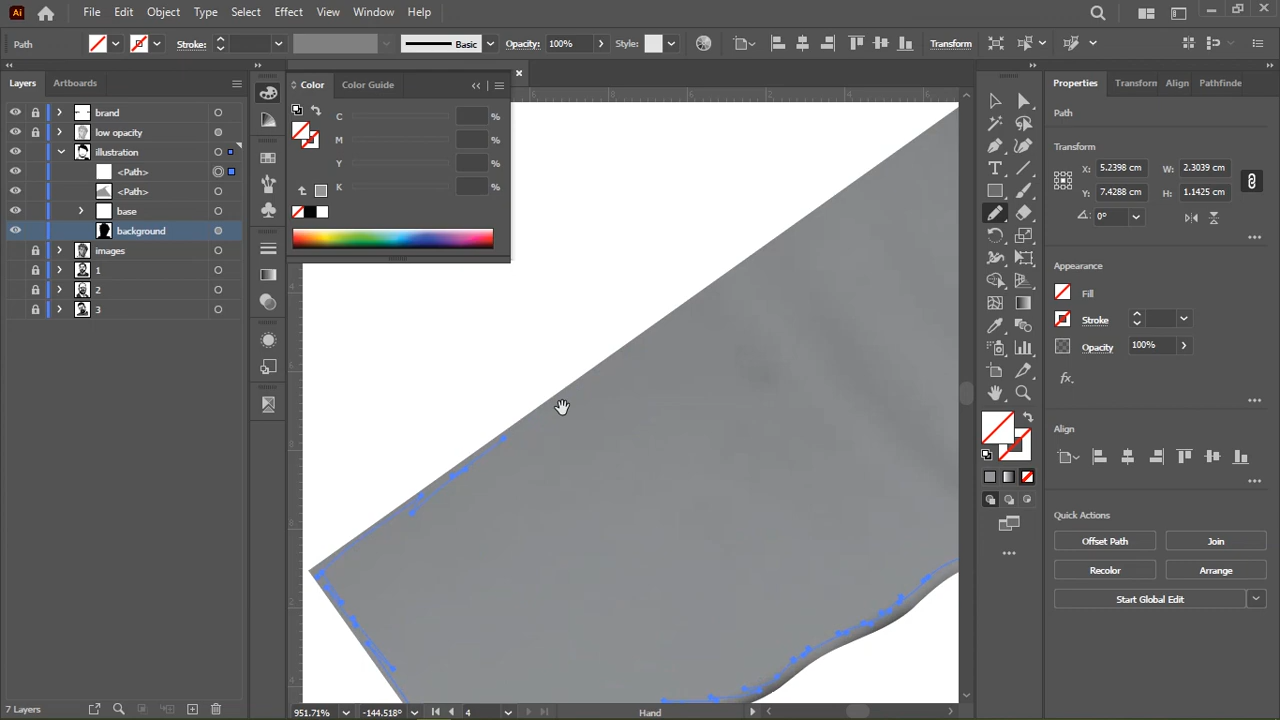 Ai File Edit Object Type Select Effect View Window Help
Path Stroke: Basic Opacity: 100% Style: Transform
Layers Artboards
brand
low opacity
illustration
<Path>
<Path>
base
background
images
1
2
3
7 Layers
Color Color Guide
C %
M %
Y %
K %
951.71% -144.518° 4 Hand
Properties Transform Align Pathfinde
Path
Transform
X: 5.2398 cm W: 2.3039 cm
Y: 7.4288 cm H: 1.1425 cm
0°
Appearance
Fill
Stroke
Opacity 100%
fx.
Align
Quick Actions
Offset Path Join
Recolor Arrange
Start Global Edit